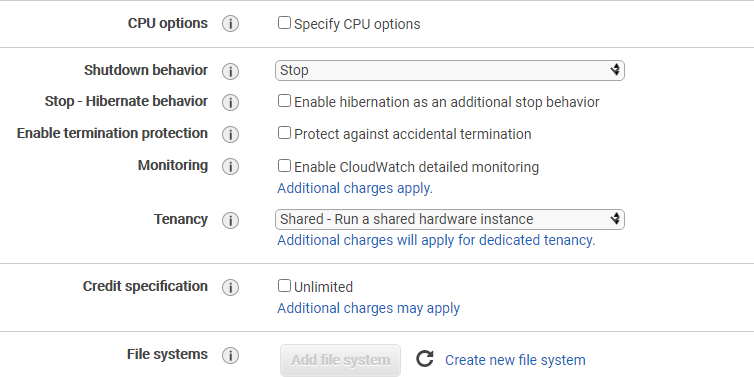 CPU options i Specify CPU options
Shutdown behavior i Stop
Stop - Hibernate behavior i Enable hibernation as an additional stop behavior
Enable termination protection i Protect against accidental termination
Monitoring i Enable CloudWatch detailed monitoring
Additional charges apply.
Tenancy i Shared - Run a shared hardware instance
Additional charges will apply for dedicated tenancy.
Credit specification i Unlimited
Additional charges may apply
File systems i Add file system Create new file system